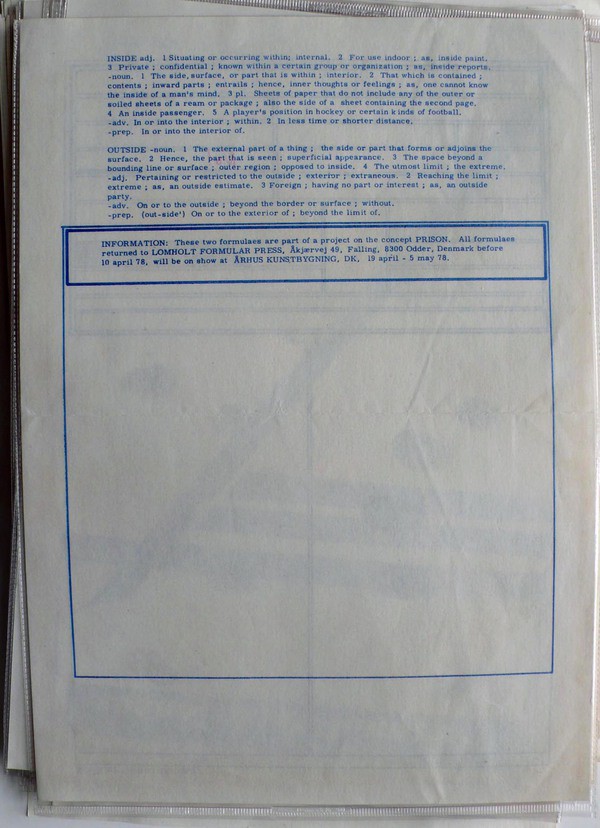 INSIDE adj. 1 Situating or occurring within; internal. 2 For use indoor ; as, inside paint.
3 Private ; confidential ; known within a certain group or organization ; as, inside reports.
-noun. 1 The side, surface, or part that is within ; interior. 2 That which is contained ;
contents ; inward parts ; entrails ; hence, inner thoughts or feelings ; as, one cannot know
the inside of a man's mind. 3 pl. Sheets of paper that do not include any of the outer or
soiled sheets of a ream or package ; also the side of a sheet containing the second page.
4 An inside passenger. 5 A player's position in hockey or certain kinds of football.
-adv. In or into the interior ; within. 2 In less time or shorter distance.
-prep. In or into the interior of.
OUTSIDE -noun. 1 The external part of a thing ; the side or part that forms or adjoins the
surface. 2 Hence, the part that is seen ; superficial appearance. 3 The space beyond a
bounding line or surface ; outer region ; opposed to inside. 4 The utmost limit ; the extreme.
-adj. Pertaining or restricted to the outside ; exterior ; extraneous. 2 Reaching the limit ;
extreme ; as, an outside estimate. 3 Foreign ; having no part or interest ; as, an outside
party.
-adv. On or to the outside ; beyond the border or surface ; without.
-prep. (out-side') On or to the exterior of ; beyond the limit of.
INFORMATION: These two formulaes are part of a project on the concept PRISON. All formulaes
returned to LOMHOLT FORMULAR PRESS, Åkjærvej 49, Falling, 8300 Odder, Denmark before
10 april 78, will be on show at ÅRHUS KUNSTBYGNING, DK, 19 april - 5 may 78.